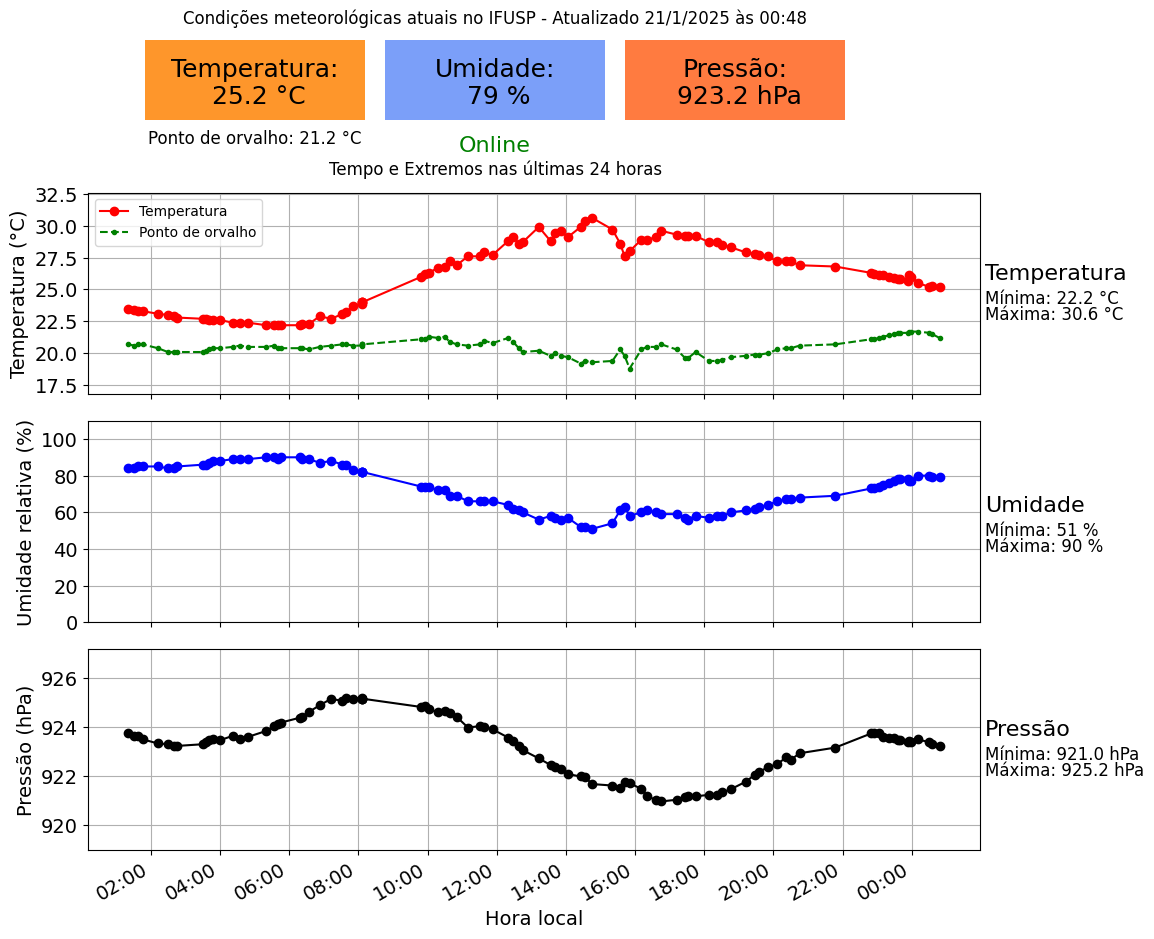 Condições meteorológicas atuais no IFUSP - Atualizado 21/1/2025 às 00:48
Temperatura:
25.2 °C
Umidade:
79 %
Pressão:
923.2 hPa
Ponto de orvalho: 21.2 °C
Online
Tempo e Extremos nas últimas 24 horas
Temperatura (°C)
32.5
30.0
27.5
25.0
22.5
20.0
17.5
Temperatura
Ponto de orvalho
Temperatura
Mínima: 22.2 °C
Máxima: 30.6 °C
Umidade relativa (%)
100
80
60
40
20
0
Umidade
Mínima: 51 %
Máxima: 90 %
Pressão (hPa)
926
924
922
920
Pressão
Mínima: 921.0 hPa
Máxima: 925.2 hPa
02:00 04:00 06:00 08:00 10:00 12:00 14:00 16:00 18:00 20:00 22:00 00:00
Hora local